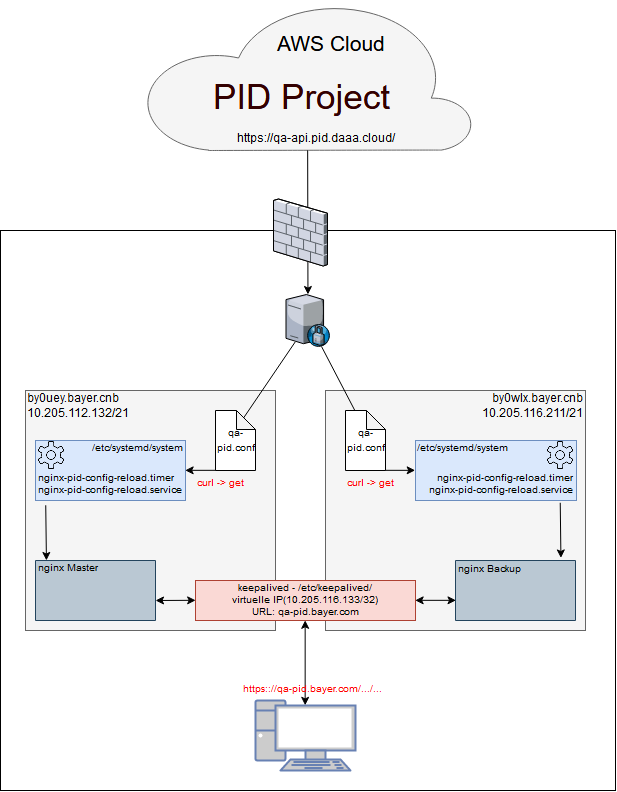 AWS Cloud
PID Project
https://qa-api.pid.daaa.cloud/
by0uey.bayer.cnb
10.205.112.132/21
by0wlx.bayer.cnb
10.205.116.211/21
qa-
pid.conf
qa-
pid.conf
/etc/systemd/system
nginx-pid-config-reload.timer
nginx-pid-config-reload.service
curl -> get
curl -> get
/etc/systemd/system
nginx-pid-config-reload.timer
nginx-pid-config-reload.service
nginx Master
nginx Backup
keepalived - /etc/keepalived/
virtuelle IP(10.205.116.133/32)
URL: qa-pid.bayer.com
https:://qa-pid.bayer.com/.../...